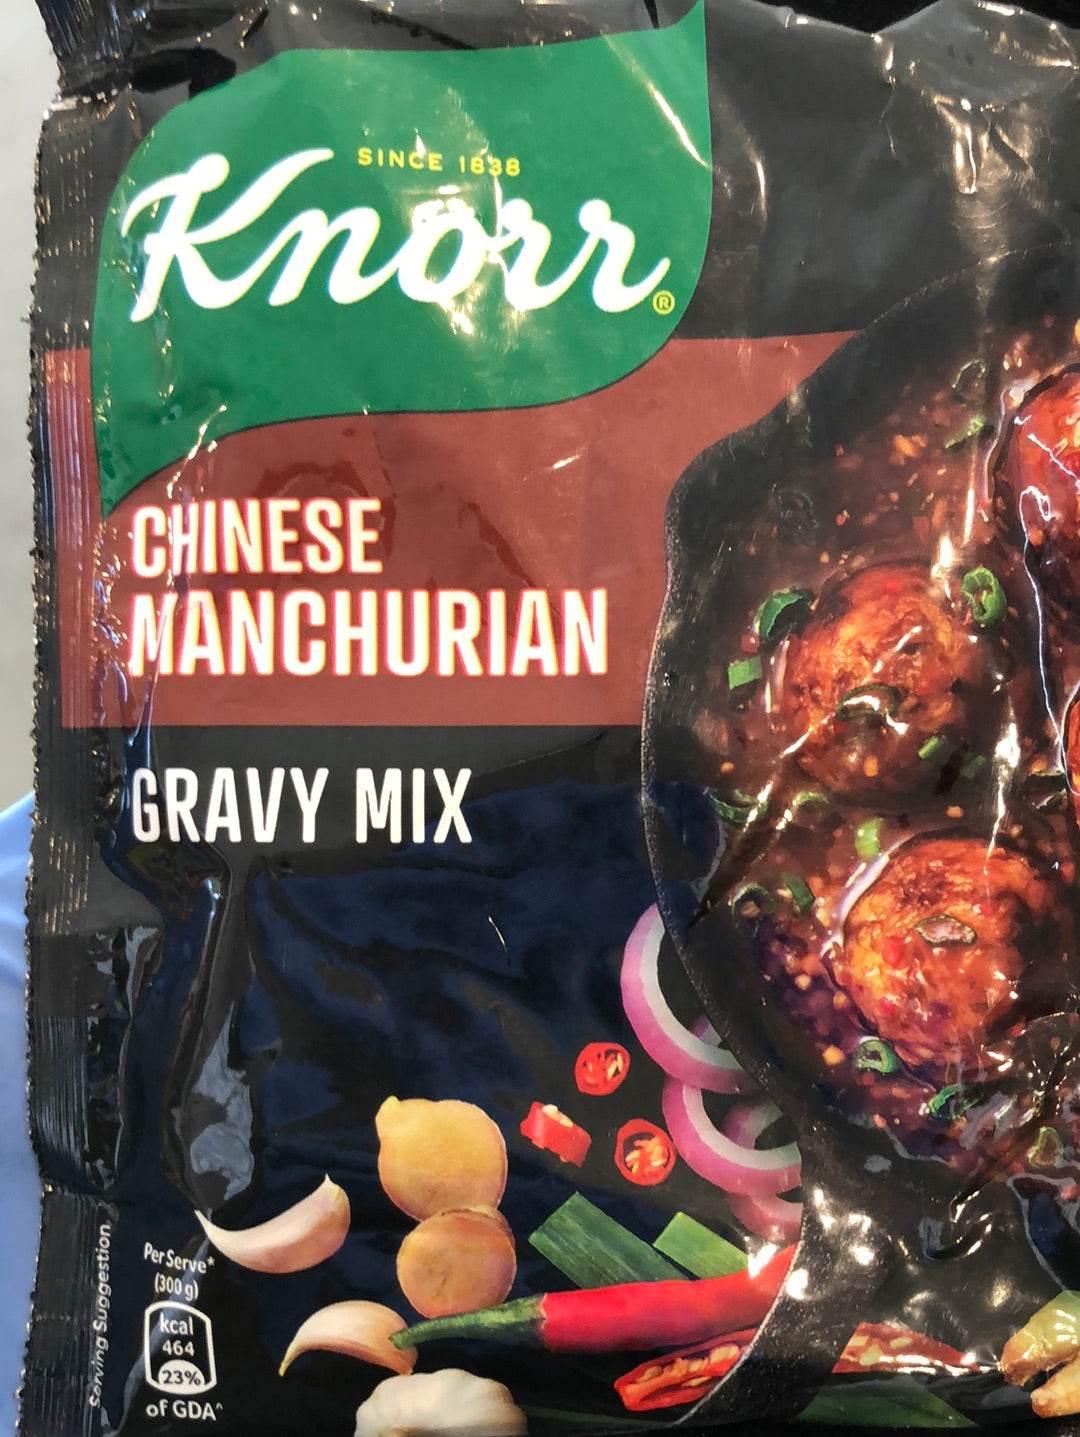 SINCE 1838
Knorr®
CHINESE
MANCHURIAN
GRAVY MIX
Serving Suggestion
Per Serve*
(300 g)
kcal
464
23%
of GDA^